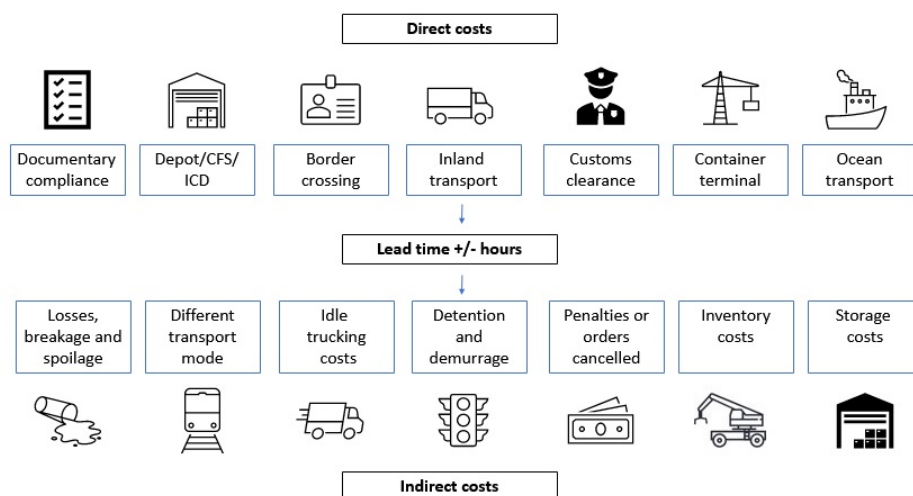 Direct costs
Documentary
compliance
Depot/CFS/
ICD
Border
crossing
Inland
transport
Customs
clearance
Container
terminal
Ocean
transport
Lead time +/- hours
Losses,
breakage and
spoilage
Different
transport
mode
Idle
trucking
costs
Detention
and
demurrage
Penalties or
orders
cancelled
Inventory
costs
Storage
costs
Indirect costs